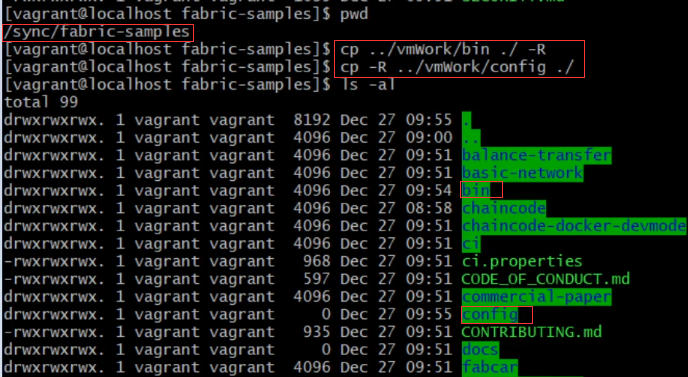 [vagrant@localhost fabric-samples]$ pwd
/sync/fabric-samples
[vagrant@localhost fabric-samples]$ cp ../vmWork/bin ./ -R
[vagrant@localhost fabric-samples]$ cp -R ../vmWork/config ./
[vagrant@localhost fabric-samples]$ ls -al
total 99
drwxrwxrwx. 1 vagrant vagrant 8192 Dec 27 09:55 .
drwxrwxrwx. 1 vagrant vagrant 4096 Dec 27 09:00 ..
drwxrwxrwx. 1 vagrant vagrant 4096 Dec 27 09:51 balance-transfer
drwxrwxrwx. 1 vagrant vagrant 4096 Dec 27 09:51 basic-network
drwxrwxrwx. 1 vagrant vagrant 4096 Dec 27 09:54 bin
drwxrwxrwx. 1 vagrant vagrant 4096 Dec 27 08:58 chaincode
drwxrwxrwx. 1 vagrant vagrant 4096 Dec 27 09:51 chaincode-docker-devmode
drwxrwxrwx. 1 vagrant vagrant 4096 Dec 27 09:51 ci
-rwxrwxrwx. 1 vagrant vagrant 968 Dec 27 09:51 ci.properties
-rwxrwxrwx. 1 vagrant vagrant 597 Dec 27 09:51 CODE_OF_CONDUCT.md
drwxrwxrwx. 1 vagrant vagrant 4096 Dec 27 09:51 commercial-paper
drwxrwxrwx. 1 vagrant vagrant 0 Dec 27 09:55 config
-rwxrwxrwx. 1 vagrant vagrant 935 Dec 27 09:51 CONTRIBUTING.md
drwxrwxrwx. 1 vagrant vagrant 0 Dec 27 09:51 docs
drwxrwxrwx. 1 vagrant vagrant 4096 Dec 27 09:51 fabcar